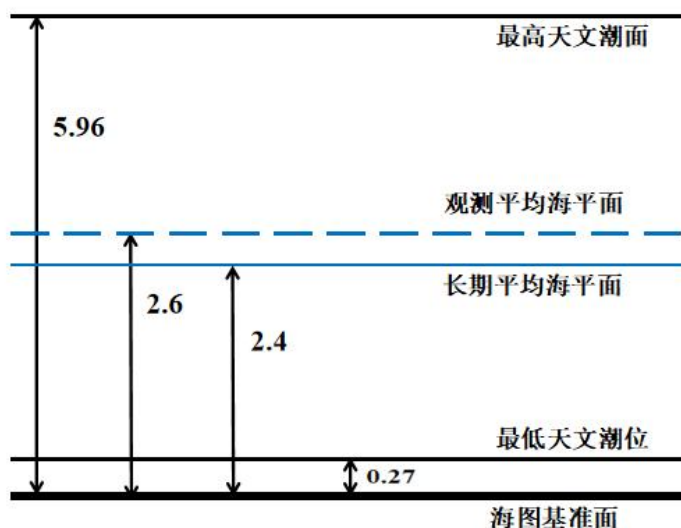 最高天文潮面
5.96
观测平均海平面
2.6
长期平均海平面
2.4
最低天文潮位
0.27
海图基准面